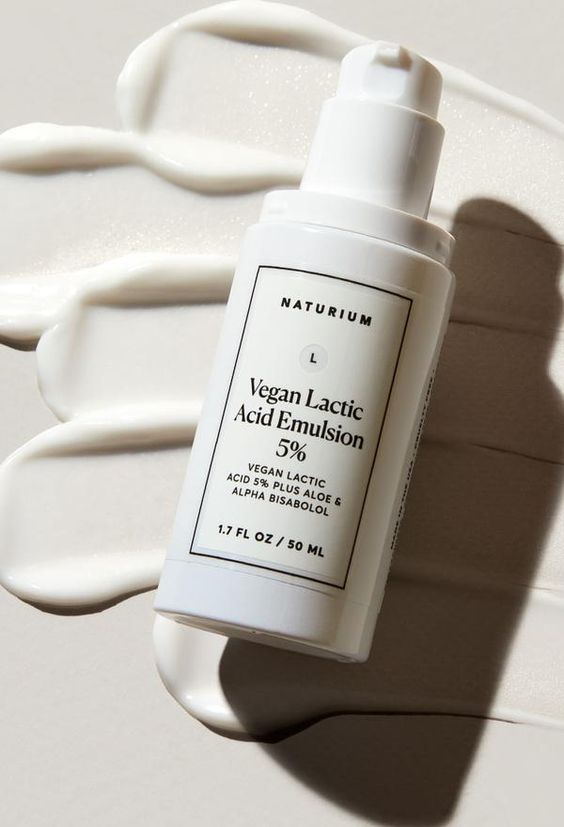 NATURIUM
L
Vegan Lactic
Acid Emulsion
5%
VEGAN LACTIC
ACID 5% PLUS ALOE &
ALPHA BISABOLOL
1.7 FL OZ / 50 ML